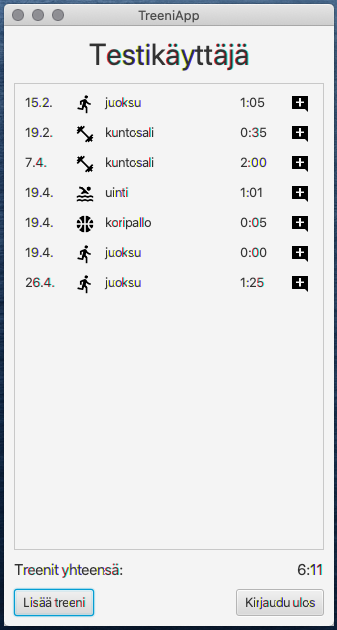 TreeniApp
Testikäyttäjä
15.2. juoksu 1:05
19.2. kuntosali 0:35
7.4. kuntosali 2:00
19.4. uinti 1:01
19.4. koripallo 0:05
19.4. juoksu 0:00
26.4. juoksu 1:25
Treenit yhteensä: 6:11
Lisää treeni Kirjaudu ulos